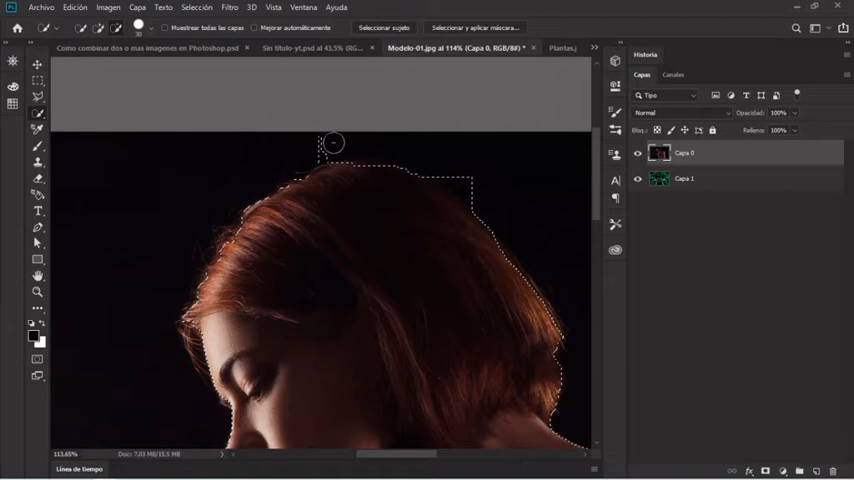 Ps Archivo Edición Imagen Capa Texto Selección Filtro 3D Vista Ventana Ayuda
30 Muestrear todas las capas Mejorar automáticamente Seleccionar sujeto Seleccionar y aplicar máscara...
Como combinar dos o mas imagenes en Photoshop.psd × Sin título-yt.psd al 43,5% (RG... × Modelo-01.jpg al 114% (Capa 0, RGB/8#) * × Plantas.j
Historia
Capas Canales
Tipo
Normal Opacidad: 100%
Bloq.: Relleno: 100%
Capa 0
Capa 1
113,65% Doc: 7,03 MB/15,5 MB
Línea de tiempo